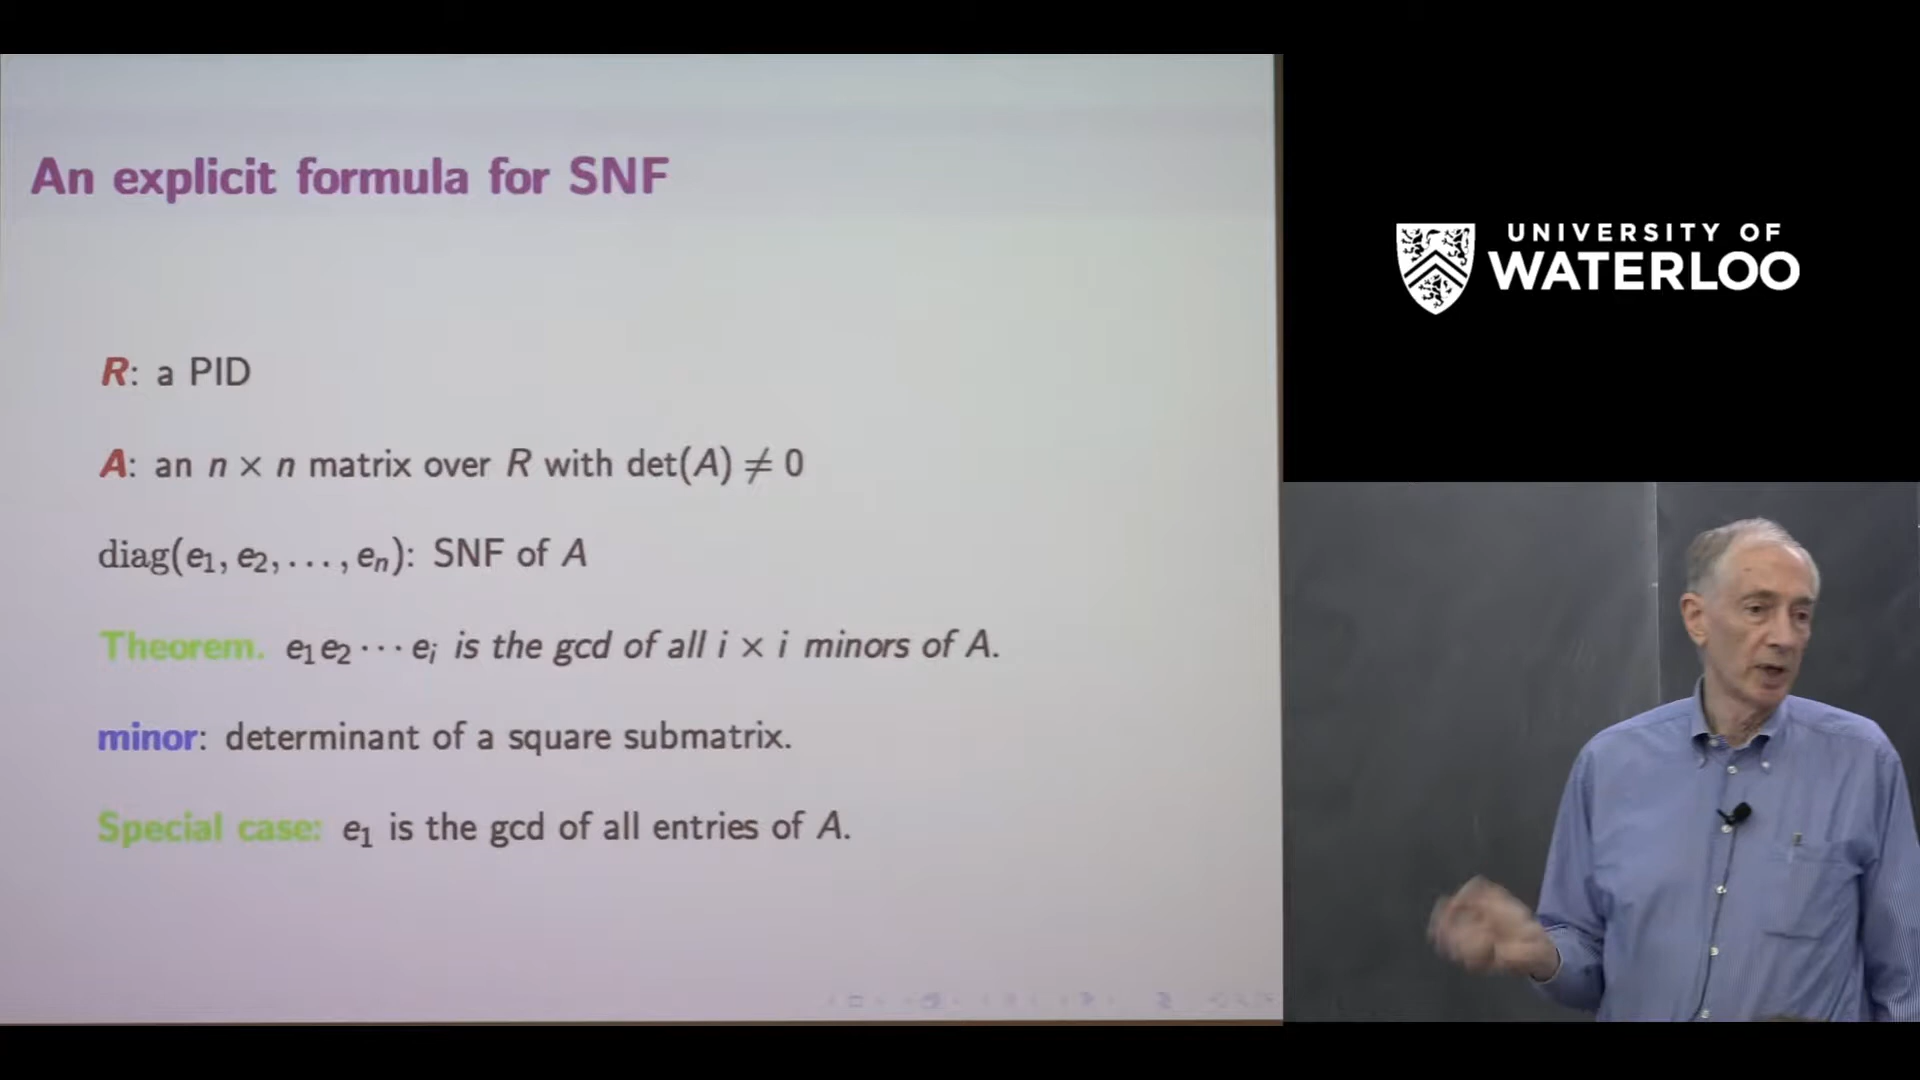 An explicit formula for SNF
R: a PID
A: an n × n matrix over R with det(A) ≠ 0
diag(e₁, e₂, . . . , eₙ): SNF of A
Theorem. e₁e₂ · · · eᵢ is the gcd of all i × i minors of A.
minor: determinant of a square submatrix.
Special case: e₁ is the gcd of all entries of A.
UNIVERSITY OF
WATERLOO